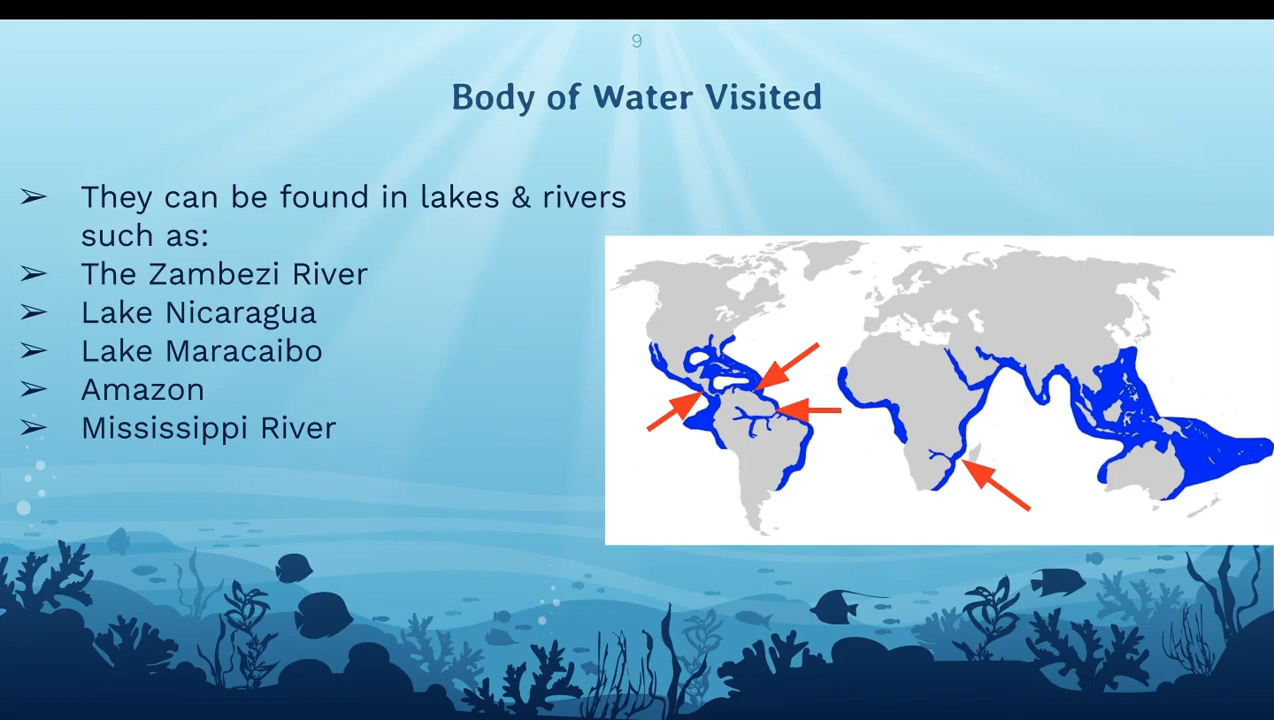 9
Body of Water Visited
➢ They can be found in lakes & rivers
such as:
➢ The Zambezi River
➢ Lake Nicaragua
➢ Lake Maracaibo
➢ Amazon
➢ Mississippi River